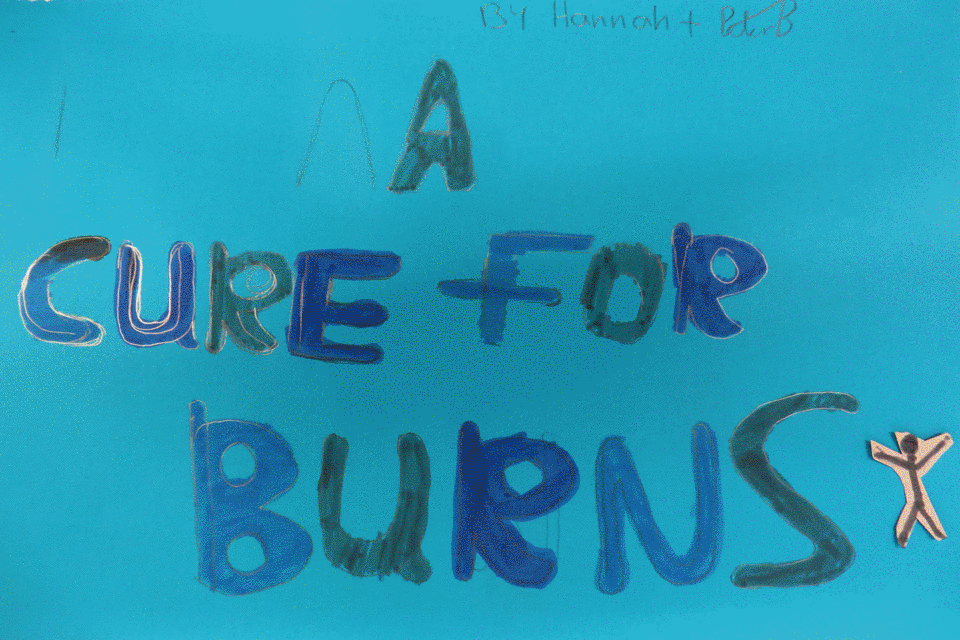 BY Hannah + Peter B
A
CURE FOR
BURNS